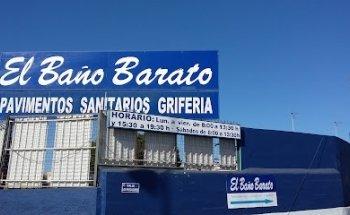 El Baño Barato
PAVIMENTOS SANITARIOS GRIFERIA
HORARIO: Lun. a vier. de 8:00 a 13:30 h
y 15:30 a 19:30 h - Sábados de 8:00 a 13:30h
El Baño Barato